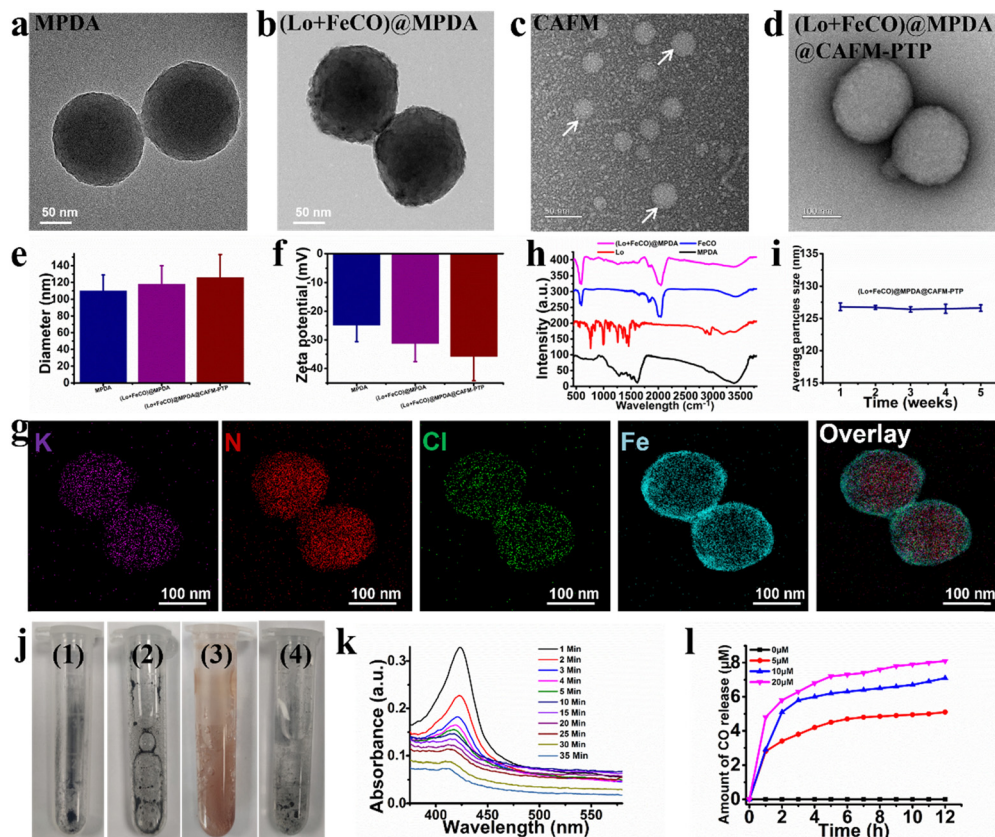 a MPDA
50 nm
b (Lo+FeCO)@MPDA
50 nm
c CAFM
50 nm
d (Lo+FeCO)@MPDA
@CAFM-PTP
100 nm
e
Diameter (nm)
140
120
100
80
60
40
20
0
MPDA
(Lo+FeCO)@MPDA
(Lo+FeCO)@MPDA@CAFM-PTP
f
Zeta potential (mV)
0
-10
-20
-30
-40
MPDA
(Lo+FeCO)@MPDA
(Lo+FeCO)@MPDA@CAFM-PTP
h
(Lo+FeCO)@MPDA
FeCO
Lo
MPDA
Intensity (a.u.)
400
300
200
100
0
500 1000 1500 2000 2500 3000 3500
Wavelength (cm⁻¹)
i
Average particles size (nm)
135
130
125
120
115
(Lo+FeCO)@MPDA@CAFM-PTP
1 2 3 4 5
Time (weeks)
g
K
100 nm
N
100 nm
Cl
100 nm
Fe
100 nm
Overlay
100 nm
j
(1)
(2)
(3)
(4)
k
Absorbance (a.u.)
0.3
0.2
0.1
0.0
1 Min
2 Min
3 Min
4 Min
5 Min
10 Min
15 Min
20 Min
25 Min
30 Min
35 Min
400 450 500 550
Wavelength (nm)
l
Amount of CO release (μM)
8
6
4
2
0
0μM
5μM
10μM
20μM
0 2 4 6 8 10 12
Time (h)